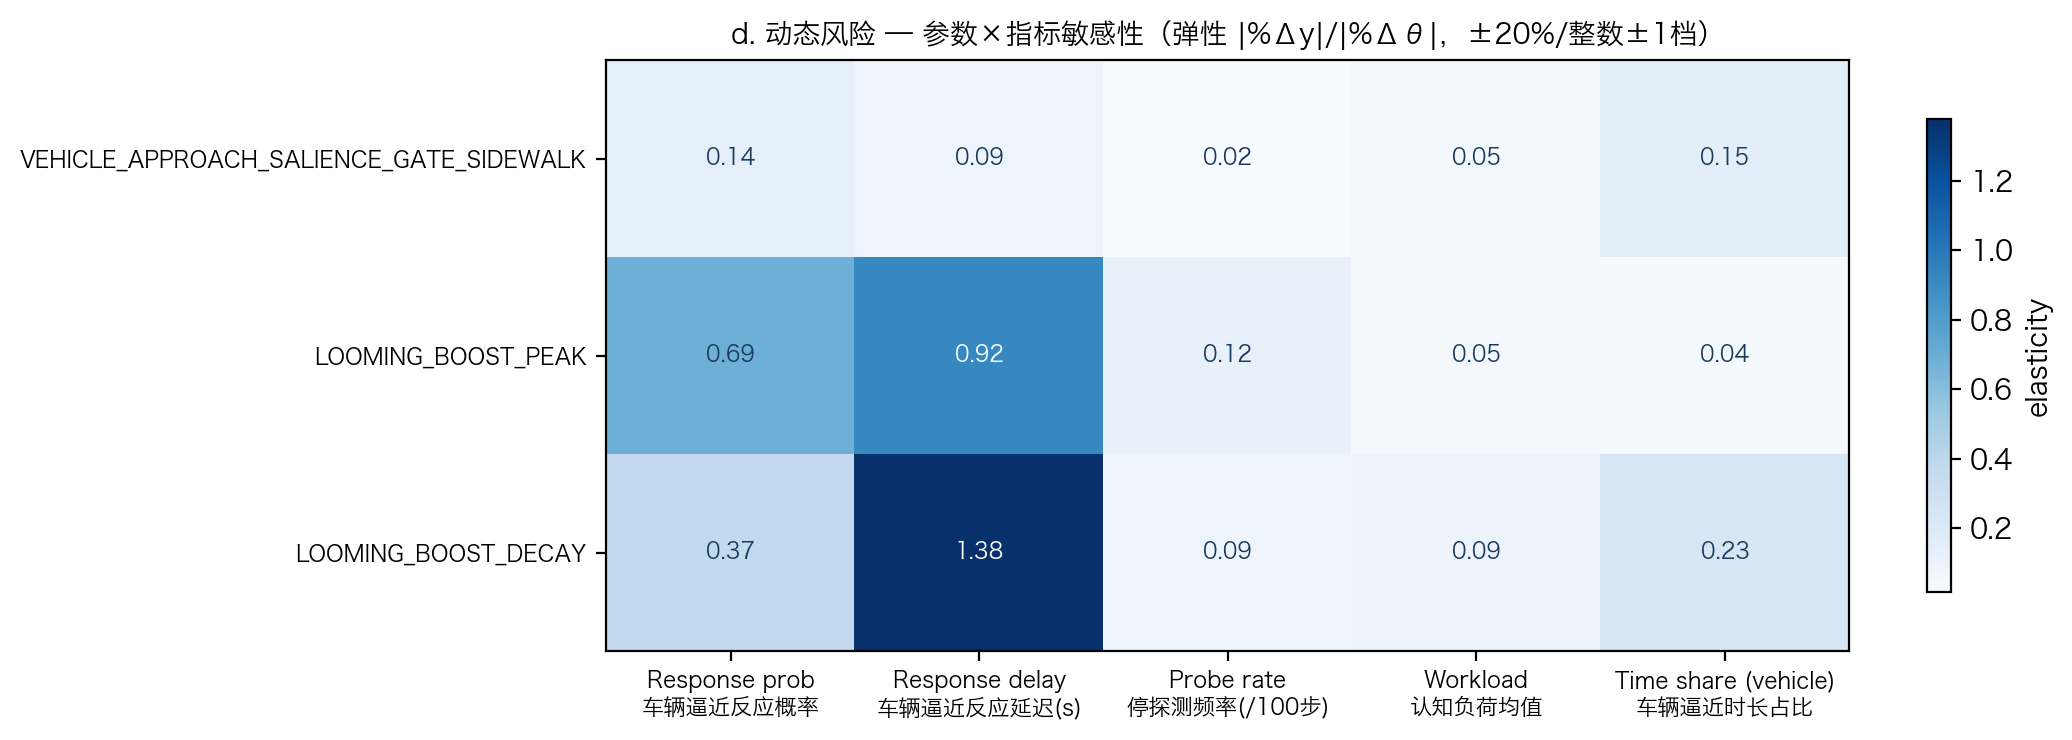 d. 动态风险 — 参数×指标敏感性（弹性 |%Δy|/|%Δθ|，±20%/整数±1档）
VEHICLE_APPROACH_SALIENCE_GATE_SIDEWALK
0.14 0.09 0.02 0.05 0.15
LOOMING_BOOST_PEAK
0.69 0.92 0.12 0.05 0.04
LOOMING_BOOST_DECAY
0.37 1.38 0.09 0.09 0.23
Response prob
车辆逼近反应概率
Response delay
车辆逼近反应延迟(s)
Probe rate
停探测频率(/100步)
Workload
认知负荷均值
Time share (vehicle)
车辆逼近时长占比
1.2
1.0
0.8
0.6
0.4
0.2
elasticity